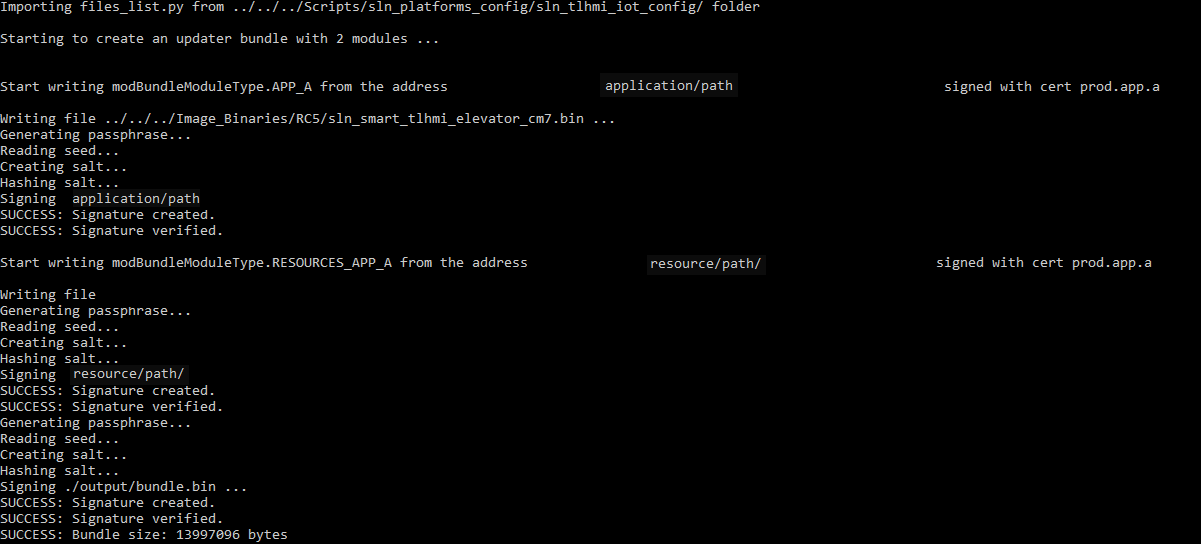 Importing files_list.py from ../../../Scripts/sln_platforms_config/sln_tlhmi_iot_config/ folder
Starting to create an updater bundle with 2 modules ...
Start writing modBundleModuleType.APP_A from the address application/path signed with cert prod.app.a
Writing file ../../../Image_Binaries/RC5/sln_smart_tlhmi_elevator_cm7.bin ...
Generating passphrase...
Reading seed...
Creating salt...
Hashing salt...
Signing application/path
SUCCESS: Signature created.
SUCCESS: Signature verified.
Start writing modBundleModuleType.RESOURCES_APP_A from the address resource/path/ signed with cert prod.app.a
Writing file
Generating passphrase...
Reading seed...
Creating salt...
Hashing salt...
Signing resource/path/
SUCCESS: Signature created.
SUCCESS: Signature verified.
Generating passphrase...
Reading seed...
Creating salt...
Hashing salt...
Signing ./output/bundle.bin ...
SUCCESS: Signature created.
SUCCESS: Signature verified.
SUCCESS: Bundle size: 13997096 bytes